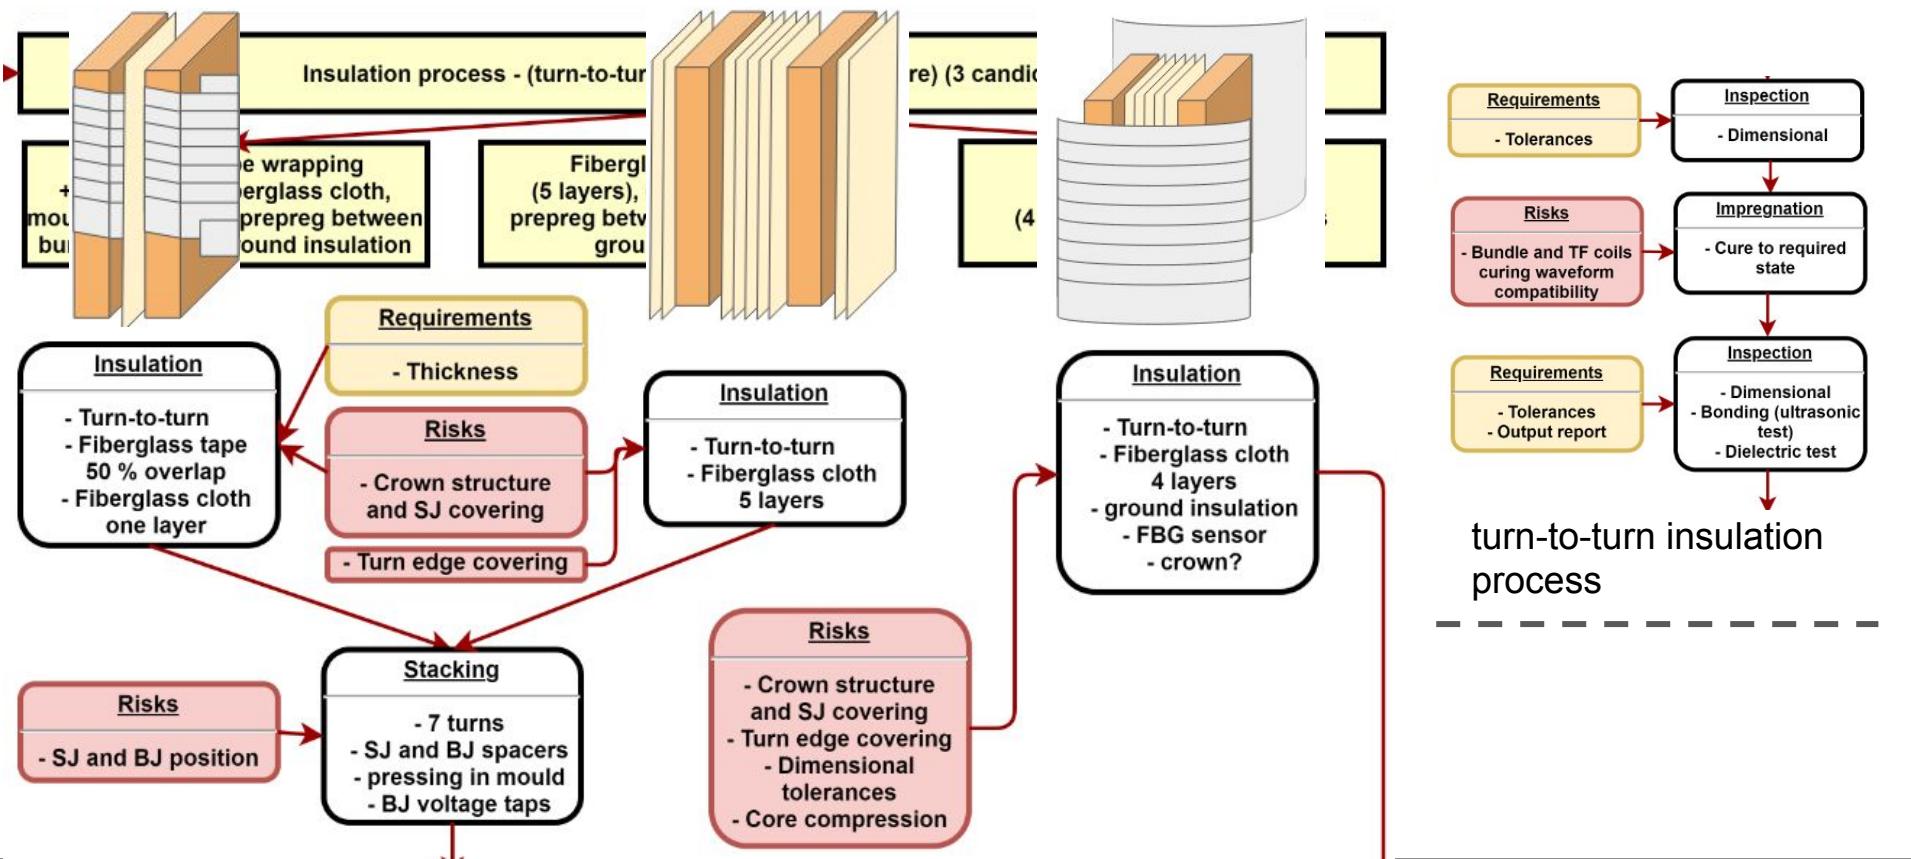 Insulation process - (turn-to-tur
re) (3 candic
e wrapping
+
erglass cloth,
mou
prepreg between
bu
ound insulation
Fibergl
(5 layers),
prepreg betw
grou
(4
s
Requirements
- Thickness
Insulation
- Turn-to-turn
- Fiberglass tape
50 % overlap
- Fiberglass cloth
one layer
Risks
- Crown structure
and SJ covering
- Turn edge covering
Insulation
- Turn-to-turn
- Fiberglass cloth
5 layers
Insulation
- Turn-to-turn
- Fiberglass cloth
4 layers
- ground insulation
- FBG sensor
- crown?
Risks
- SJ and BJ position
Stacking
- 7 turns
- SJ and BJ spacers
- pressing in mould
- BJ voltage taps
Risks
- Crown structure
and SJ covering
- Turn edge covering
- Dimensional
tolerances
- Core compression
Requirements
- Tolerances
Inspection
- Dimensional
Risks
- Bundle and TF coils
curing waveform
compatibility
Impregnation
- Cure to required
state
Requirements
- Tolerances
- Output report
Inspection
- Dimensional
- Bonding (ultrasonic
test)
- Dielectric test
turn-to-turn insulation
process